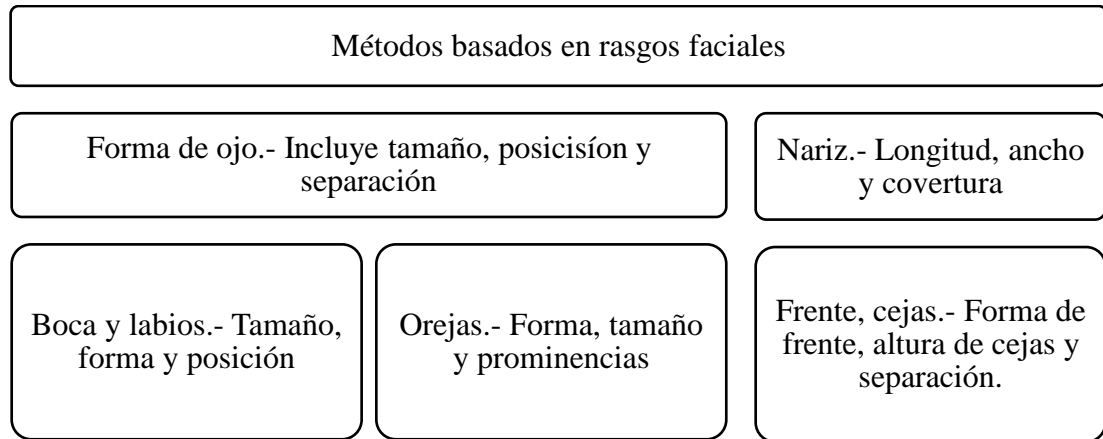 Métodos basados en rasgos faciales
Forma de ojo.- Incluye tamaño, posicisíon y
separación
Nariz.- Longitud, ancho
y covertura
Boca y labios.- Tamaño,
forma y posición
Orejas.- Forma, tamaño
y prominencias
Frente, cejas.- Forma de
frente, altura de cejas y
separación.